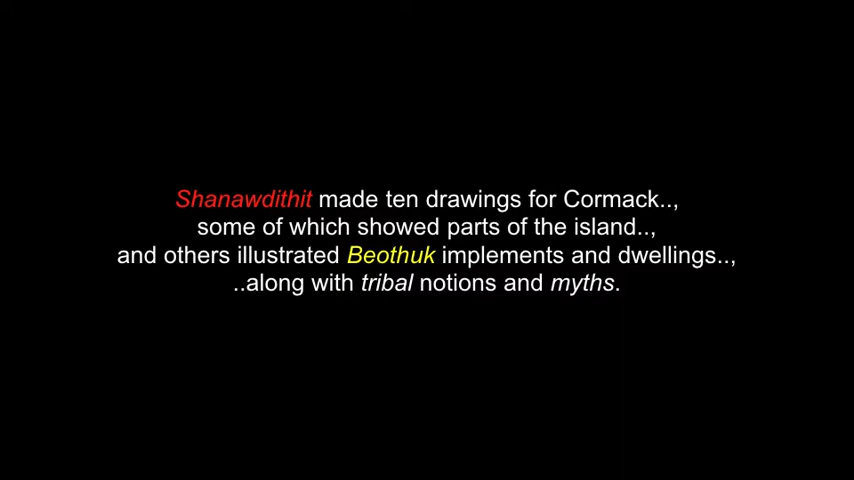 Shanawdithit made ten drawings for Cormack..,
some of which showed parts of the island..,
and others illustrated Beothuk implements and dwellings..,
..along with tribal notions and myths.